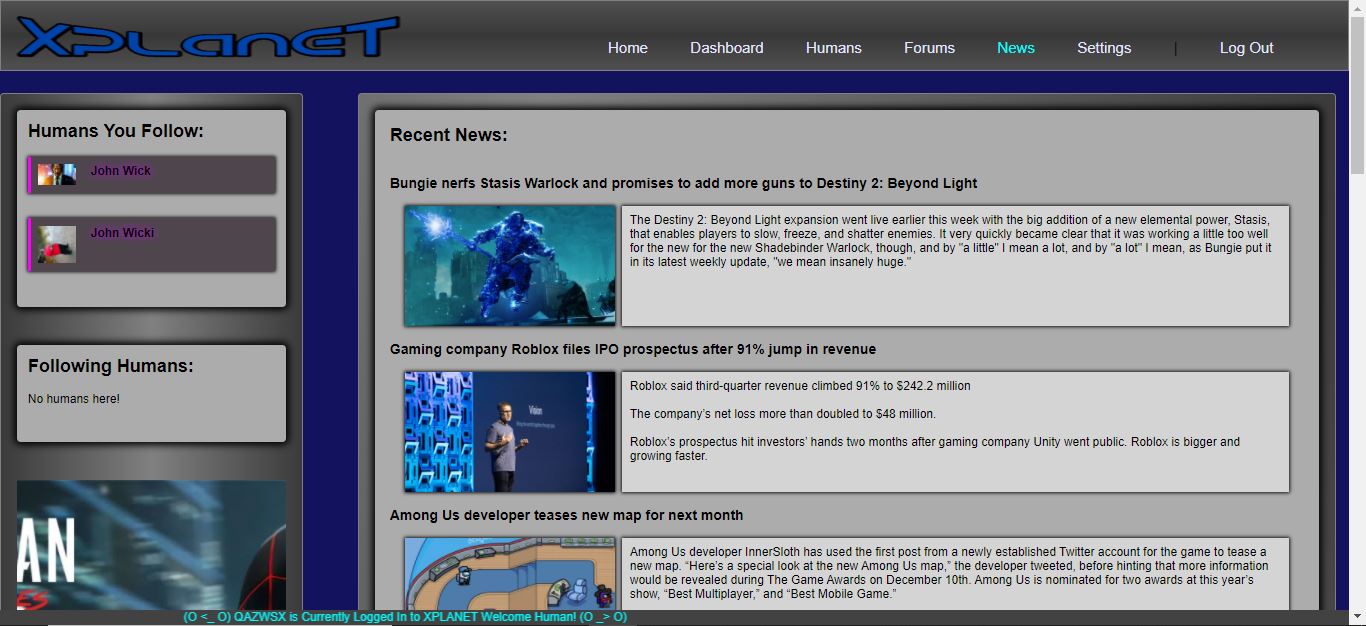 XPLANET
Home Dashboard Humans Forums News Settings | Log Out
Humans You Follow:
John Wick
John Wicki
Following Humans:
No humans here!
AN
ES
Recent News:
Bungie nerfs Stasis Warlock and promises to add more guns to Destiny 2: Beyond Light
The Destiny 2: Beyond Light expansion went live earlier this week with the big addition of a new elemental power, Stasis,
that enables players to slow, freeze, and shatter enemies. It very quickly became clear that it was working a little too well
for the new for the new Shadebinder Warlock, though, and by "a little" I mean a lot, and by "a lot" I mean, as Bungie put it
in its latest weekly update, "we mean insanely huge."
Gaming company Roblox files IPO prospectus after 91% jump in revenue
Vision
Roblox said third-quarter revenue climbed 91% to $242.2 million
The company’s net loss more than doubled to $48 million.
Roblox’s prospectus hit investors’ hands two months after gaming company Unity went public. Roblox is bigger and
growing faster.
Among Us developer teases new map for next month
Among Us developer InnerSloth has used the first post from a newly established Twitter account for the game to tease a
new map. “Here’s a special look at the new Among Us map,” the developer tweeted, before hinting that more information
would be revealed during The Game Awards on December 10th. Among Us is nominated for two awards at this year’s
show, “Best Multiplayer,” and “Best Mobile Game.”
(O <_ O) QAZWSX is Currently Logged In to XPLANET Welcome Human! (O _> O)